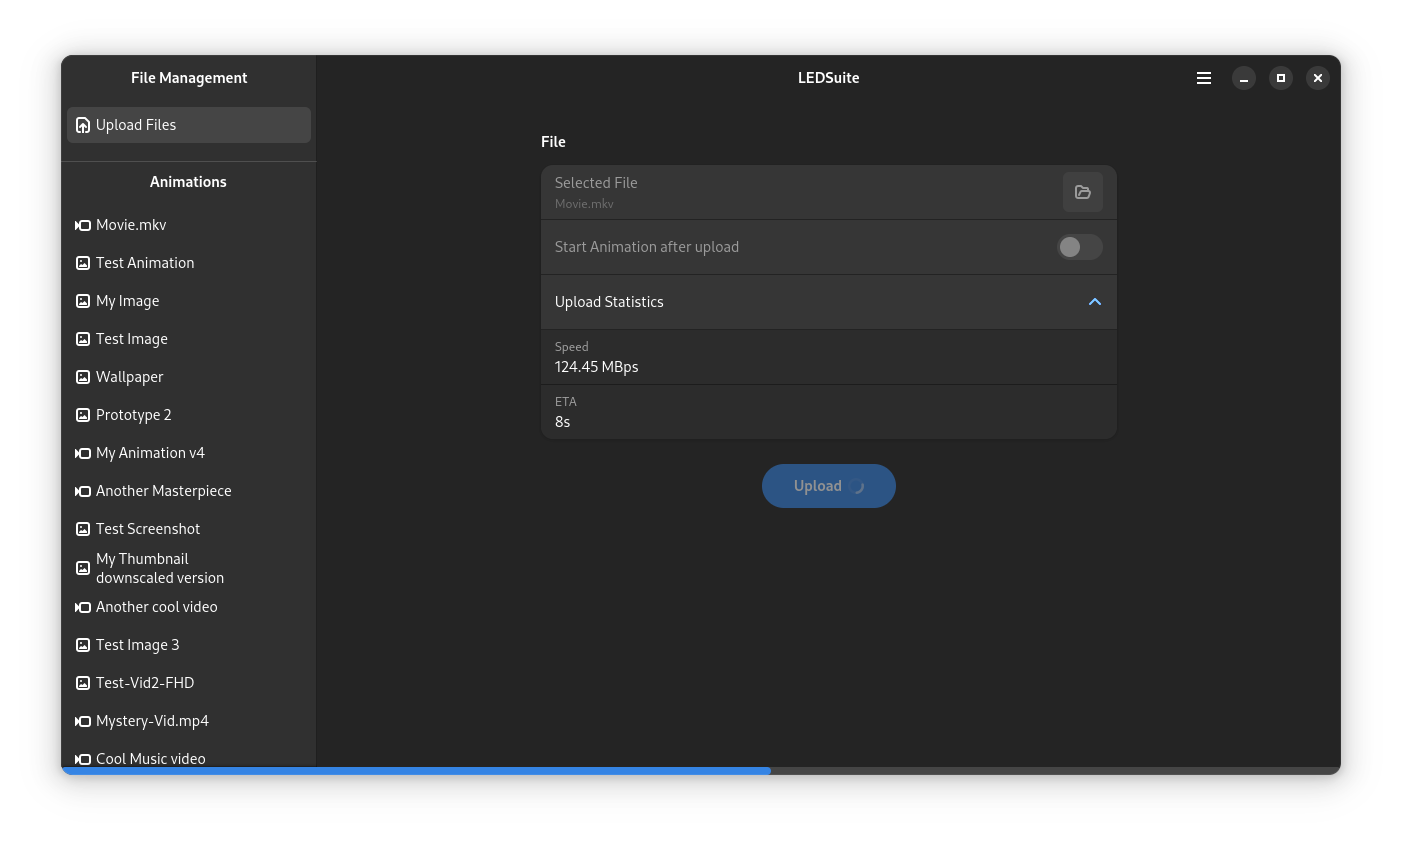 File Management
Upload Files
Animations
Movie.mkv
Test Animation
My Image
Test Image
Wallpaper
Prototype 2
My Animation v4
Another Masterpiece
Test Screenshot
My Thumbnail
downscaled version
Another cool video
Test Image 3
Test-Vid2-FHD
Mystery-Vid.mp4
Cool Music video
LEDSuite
File
Selected File
Movie.mkv
Start Animation after upload
Upload Statistics
Speed
124.45 MBps
ETA
8s
Upload